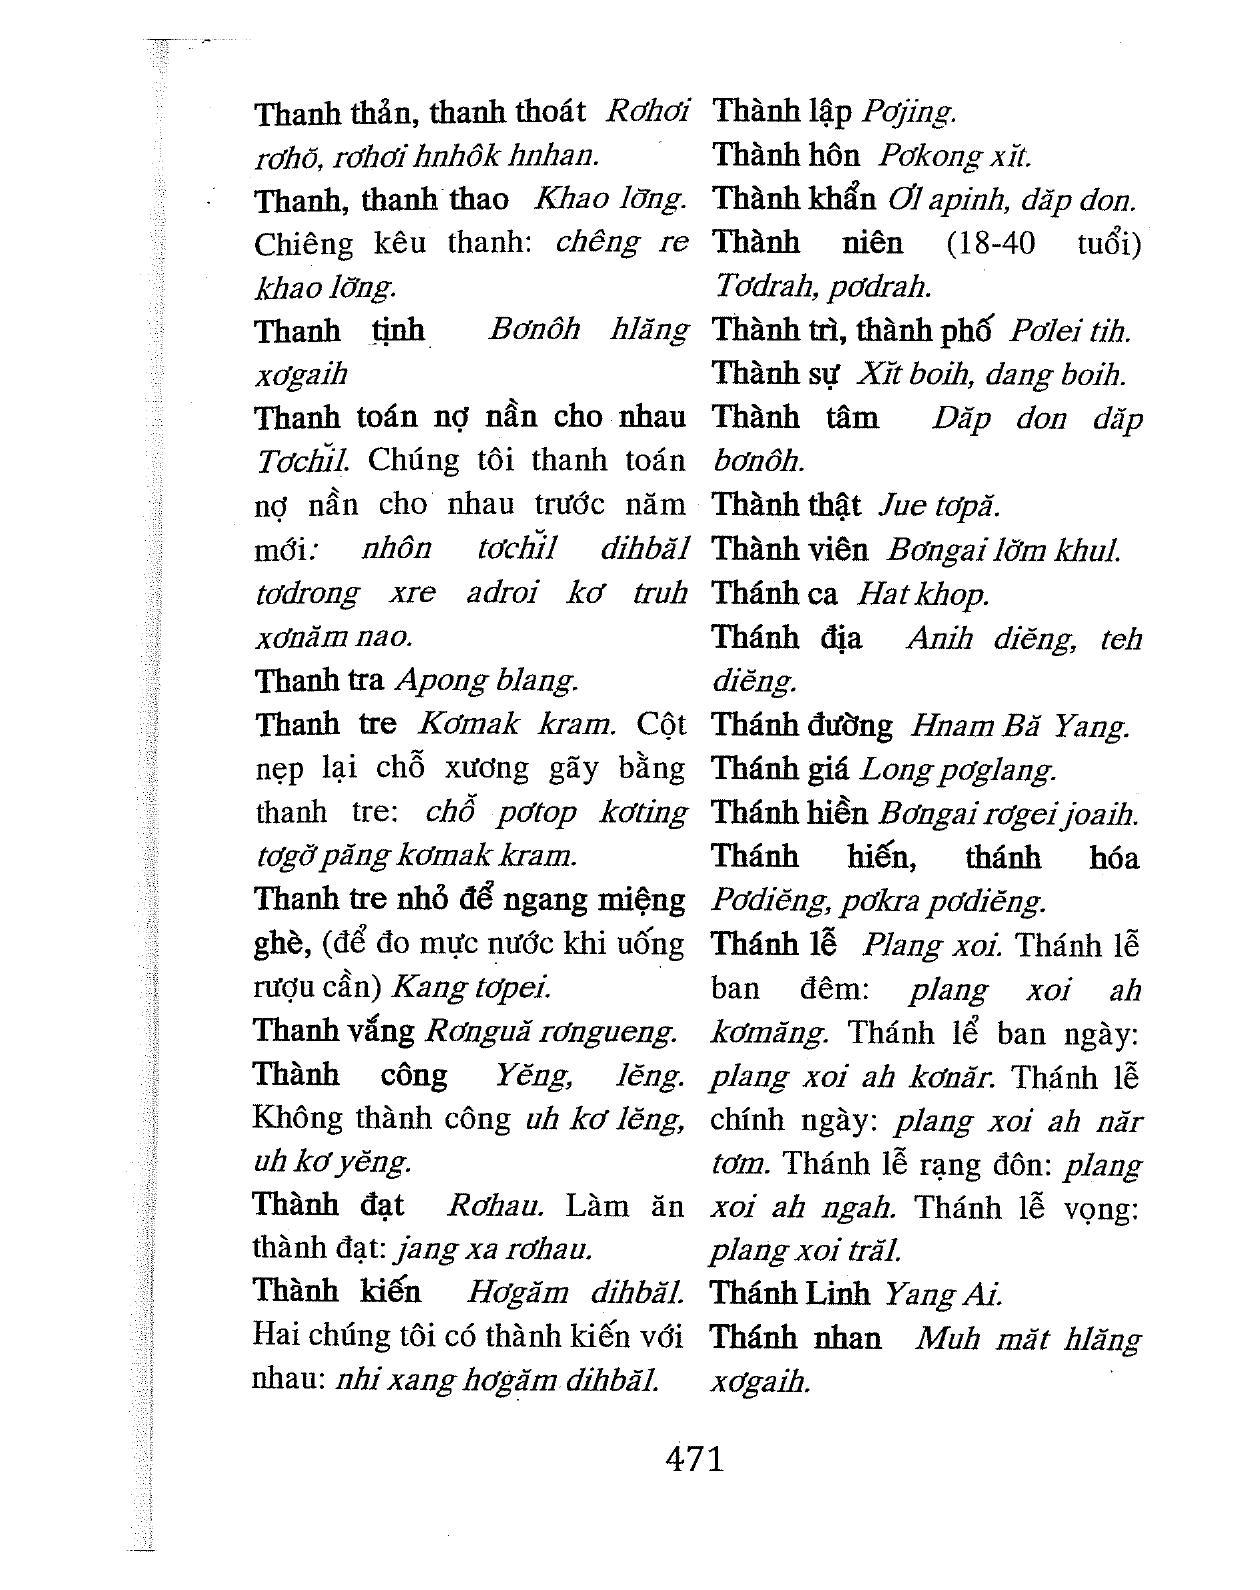 Thanh thản, thanh thoát Rơhơi
rơhŏ, rơhơi hnhôk hnhan.
Thanh, thanh thao Khao lơ̆ng.
Chiêng kêu thanh: chêng re
khao lơ̆ng.
Thanh tịnh Bơnôh hlăng
xơgaih
Thanh toán nợ nần cho nhau
Tơchĭl. Chúng tôi thanh toán
nợ nần cho nhau trước năm
mới: nhôn tơchĭl dihbăl
tơdrong xre adroi kơ truh
xơnăm nao.
Thanh tra Apong blang.
Thanh tre Kơmak kram. Cột
nẹp lại chỗ xương gãy bằng
thanh tre: chô̆ pơtop kơting
tơgơ̆ păng kơmak kram.
Thanh tre nhỏ để ngang miệng
ghè, (để đo mực nước khi uống
rượu cần) Kang tơpei.
Thanh vắng Rơnguă rơngueng.
Thành công Yĕng, lĕng.
Không thành công uh kơ lĕng,
uh kơ yĕng.
Thành đạt Rơhau. Làm ăn
thành đạt: jang xa rơhau.
Thành kiến Hơgăm dihbăl.
Hai chúng tôi có thành kiến với
nhau: nhi xang hơgăm dihbăl.
Thành lập Pơjing.
Thành hôn Pơkong xĭt.
Thành khẩn Ơ̆l apinh, dăp don.
Thành niên (18-40 tuổi)
Tơdrah, pơdrah.
Thành trì, thành phố Pơlei tih.
Thành sự Xĭt boih, dang boih.
Thành tâm Dăp don dăp
bơnôh.
Thành thật Jue tơpă.
Thành viên Bơngai lơ̆m khul.
Thánh ca Hat khop.
Thánh địa Anih diĕng, teh
diĕng.
Thánh đường Hnam Bă Yang.
Thánh giá Long pơglang.
Thánh hiền Bơngai rơgei joaih.
Thánh hiến, thánh hóa
Pơdiĕng, pơkra pơdiĕng.
Thánh lễ Plang xoi. Thánh lễ
ban đêm: plang xoi ah
kơmăng. Thánh lể ban ngày:
plang xoi ah kơnăr. Thánh lễ
chính ngày: plang xoi ah năr
tơm. Thánh lễ rạng đôn: plang
xoi ah ngah. Thánh lễ vọng:
plang xoi trăl.
Thánh Linh Yang Ai.
Thánh nhan Muh măt hlăng
xơgaih.
471